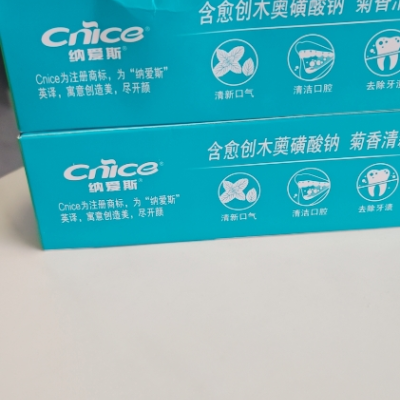 Cnice
纳爱斯®
Cnice为注册商标，为“纳爱斯”
英译，寓意创造美，尽开颜
含愈创木薁磺酸钠 菊香清
清新口气
清洁口腔
去除牙渍
Cnice
纳爱斯®
Cnice为注册商标，为“纳爱斯”
英译，寓意创造美，尽开颜
含愈创木薁磺酸钠 菊香清
清新口气
清洁口腔
去除牙渍